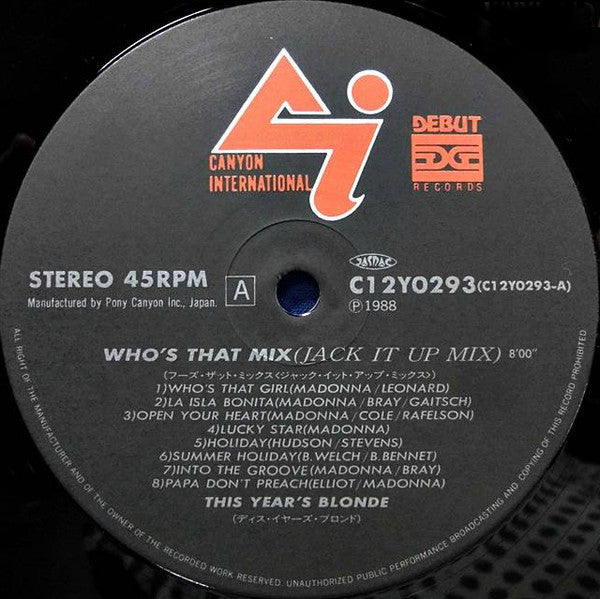 DEBUT
CANYON
INTERNATIONAL
RECORDS
JASRAC
STEREO 45RPM
A
C12Y0293(C12Y0293-A)
Manufactured by Pony Canyon Inc., Japan.
Ⓟ1988
WHO'S THAT MIX(JACK IT UP MIX) 8'00"
(フーズ・ザット・ミックス〈ジャック・イット・アップ・ミックス〉)
1)WHO'S THAT GIRL(MADONNA/LEONARD)
2)LA ISLA BONITA(MADONNA/BRAY/GAITSCH)
3)OPEN YOUR HEART(MADONNA/COLE/RAFELSON)
4)LUCKY STAR(MADONNA)
5)HOLIDAY(HUDSON/STEVENS)
6)SUMMER HOLIDAY(B.WELCH/B.BENNET)
7)INTO THE GROOVE(MADONNA/BRAY)
8)PAPA DON'T PREACH(ELLIOT/MADONNA)
THIS YEAR'S BLONDE
(ディス・イヤーズ・ブロンド)
ALL RIGHT OF THE MANUFACTURER AND OF THE OWNER OF THE RECORDED WORK RESERVED. UNAUTHORIZED PUBLIC PERFORMANCE BROADCASTING AND COPYING OF THIS RECORD PROHIBITED